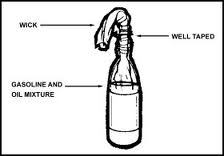 WICK
WELL TAPED
GASOLINE AND
OIL MIXTURE